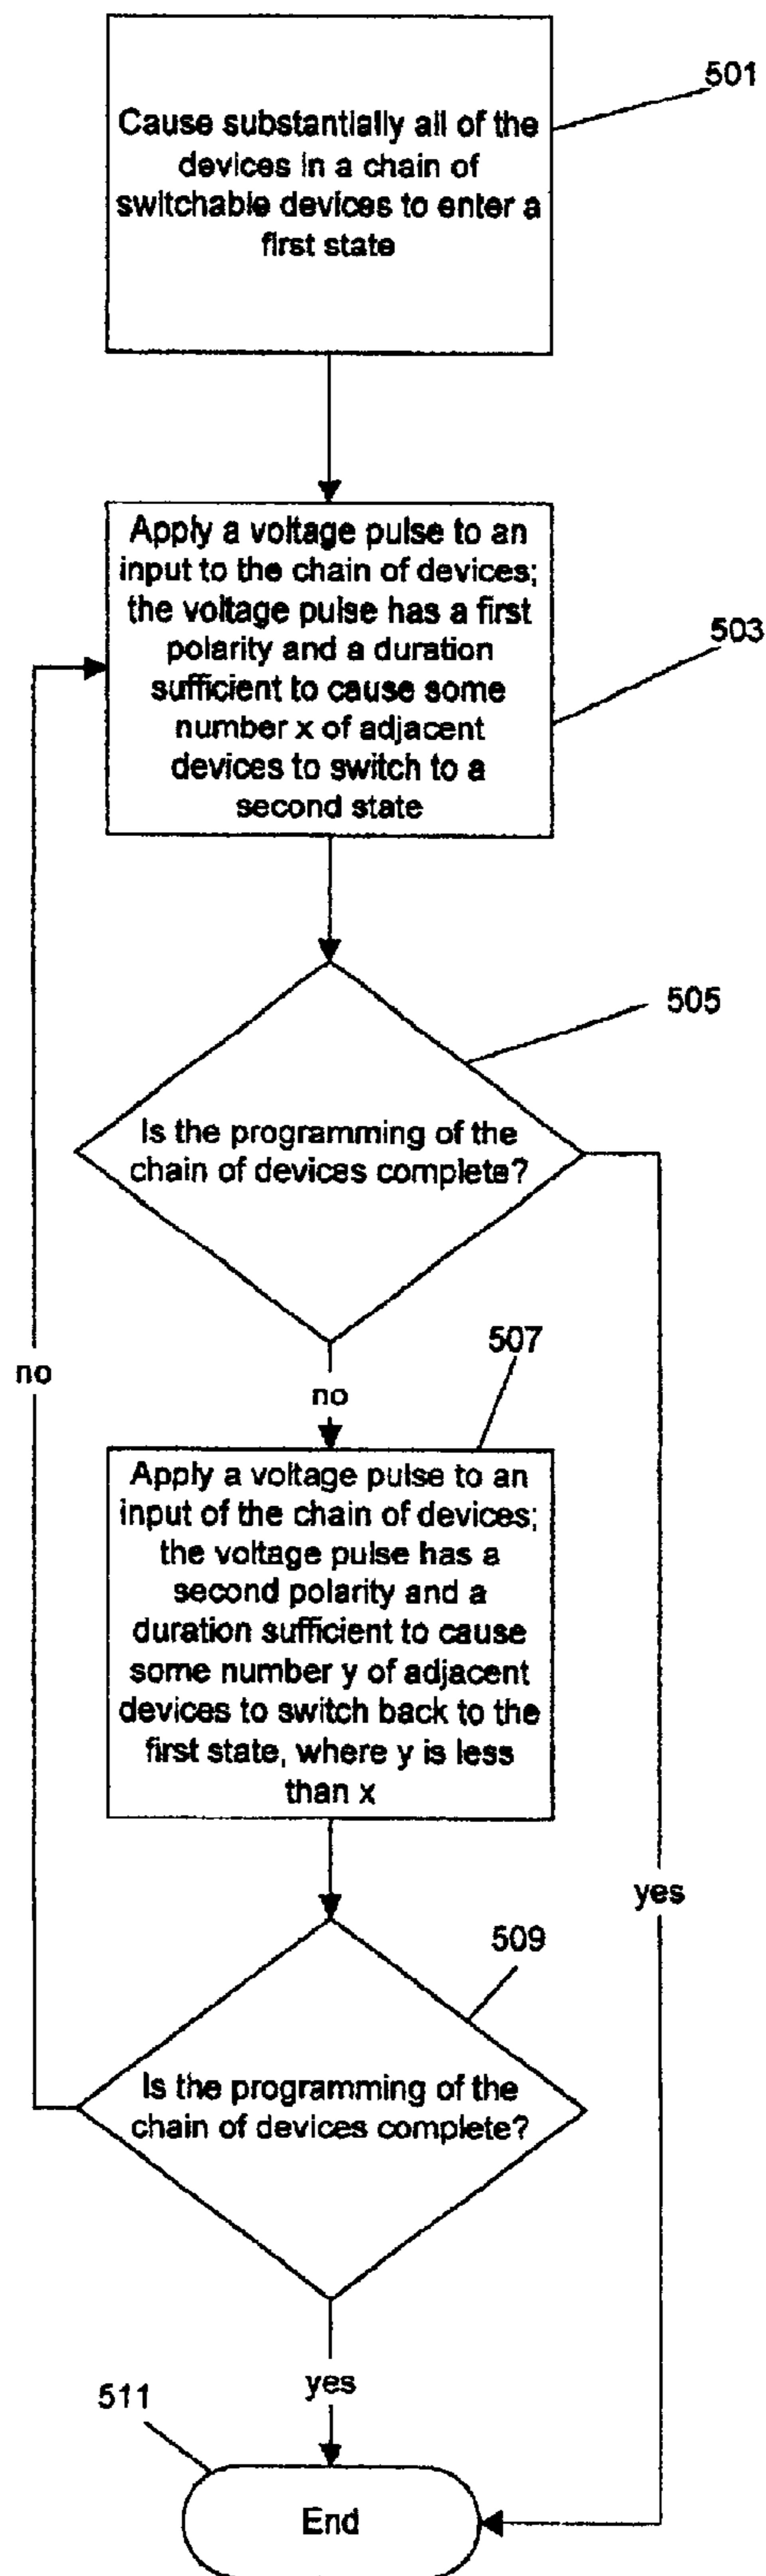 501
Cause substantially all of the
devices in a chain of
switchable devices to enter a
first state
Apply a voltage pulse to an
input to the chain of devices;
the voltage pulse has a first
polarity and a duration
sufficient to cause some
number x of adjacent
devices to switch to a
second state
503
505
Is the programming of the
chain of devices complete?
no
no
507
Apply a voltage pulse to an
input of the chain of devices;
the voltage pulse has a
second polarity and a
duration sufficient to cause
some number y of adjacent
devices to switch back to the
first state, where y is less
than x
yes
509
Is the programming of the
chain of devices complete?
yes
511
End